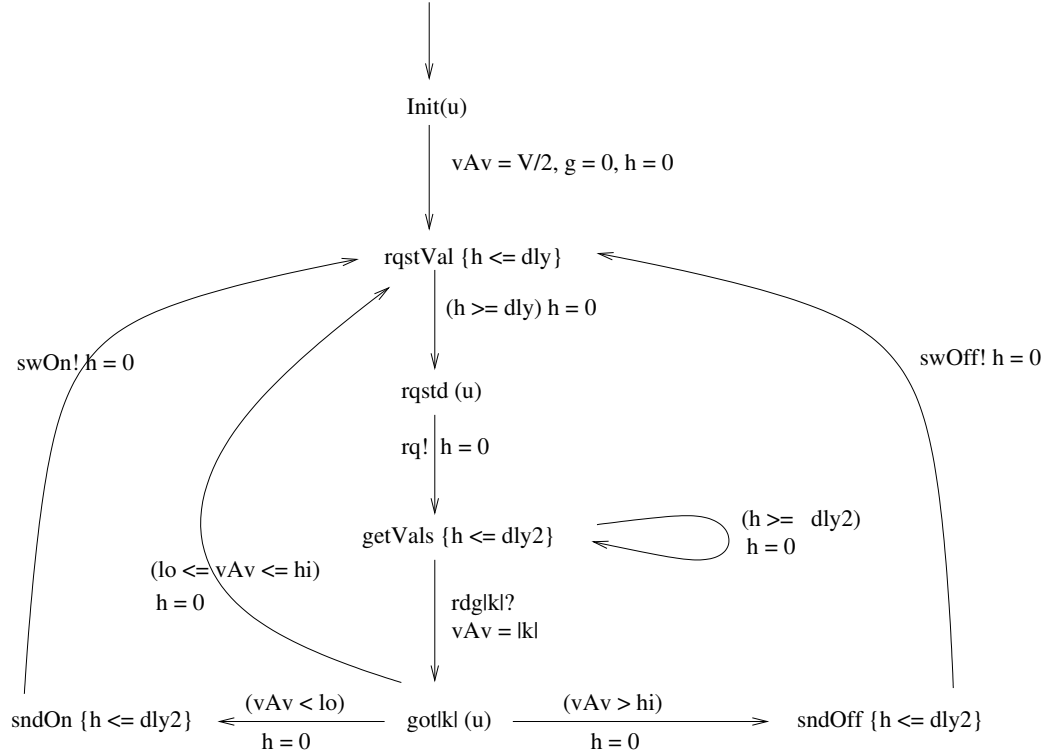 Init(u)
vAv = V/2, g = 0, h = 0
rqstVal {h <= dly}
(h >= dly) h = 0
swOn! h = 0
swOff! h = 0
rqstd (u)
rq! h = 0
getVals {h <= dly2}
(h >= dly2)
h = 0
(lo <= vAv <= hi)
h = 0
rdg|k|?
vAv = |k|
sndOn {h <= dly2}
(vAv < lo)
h = 0
got|k| (u)
(vAv > hi)
h = 0
sndOff {h <= dly2}